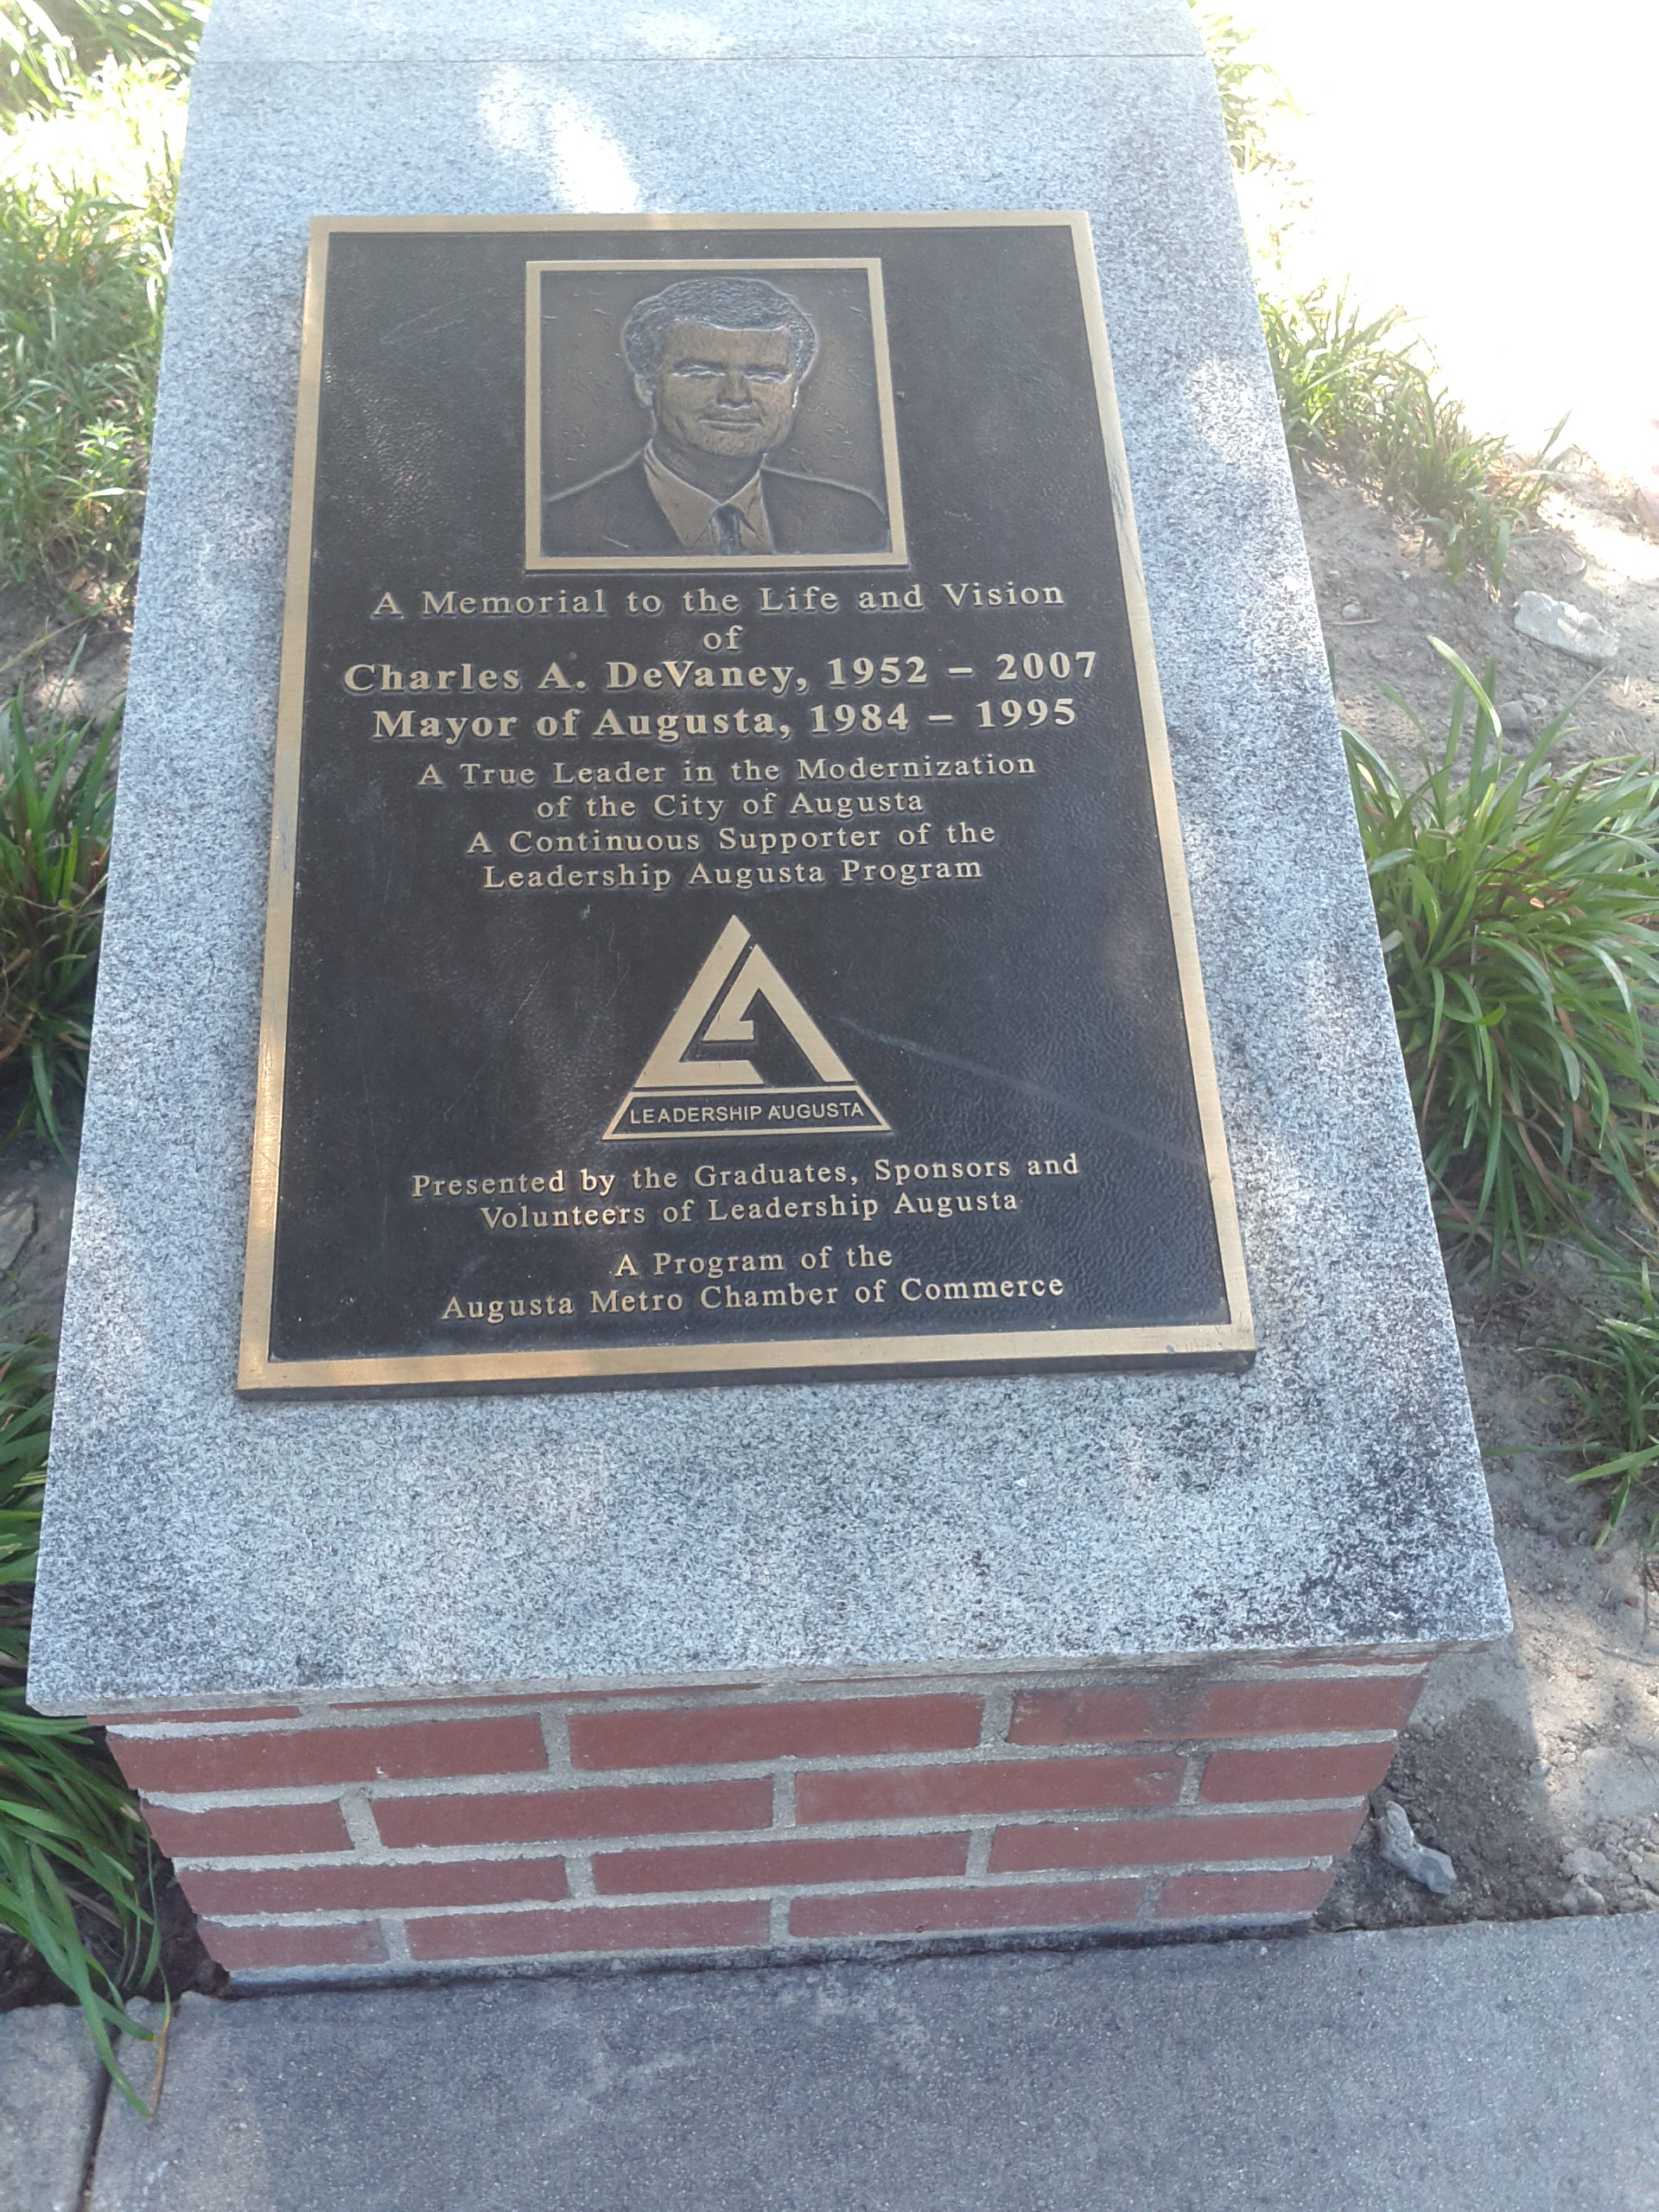 A Memorial to the Life and Vision
of
Charles A. DeVaney, 1952 – 2007
Mayor of Augusta, 1984 – 1995
A True Leader in the Modernization
of the City of Augusta
A Continuous Supporter of the
Leadership Augusta Program
LA
LEADERSHIP AUGUSTA
Presented by the Graduates, Sponsors and
Volunteers of Leadership Augusta
A Program of the
Augusta Metro Chamber of Commerce